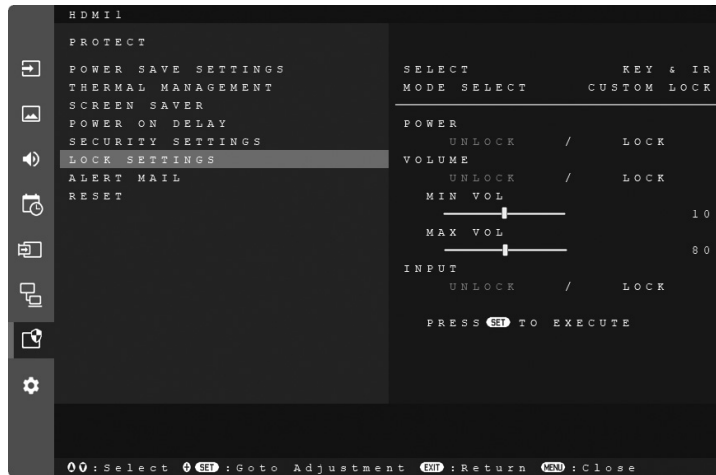 HDMI1
PROTECT
POWER SAVE SETTINGS
THERMAL MANAGEMENT
SCREEN SAVER
POWER ON DELAY
SECURITY SETTINGS
LOCK SETTINGS
ALERT MAIL
RESET
SELECT KEY & IR
MODE SELECT CUSTOM LOCK
POWER
UNLOCK / LOCK
VOLUME
UNLOCK / LOCK
MIN VOL
10
MAX VOL
80
INPUT
UNLOCK / LOCK
PRESS SET TO EXECUTE
:Select SET :Goto Adjustment EXIT :Return MENU :Close